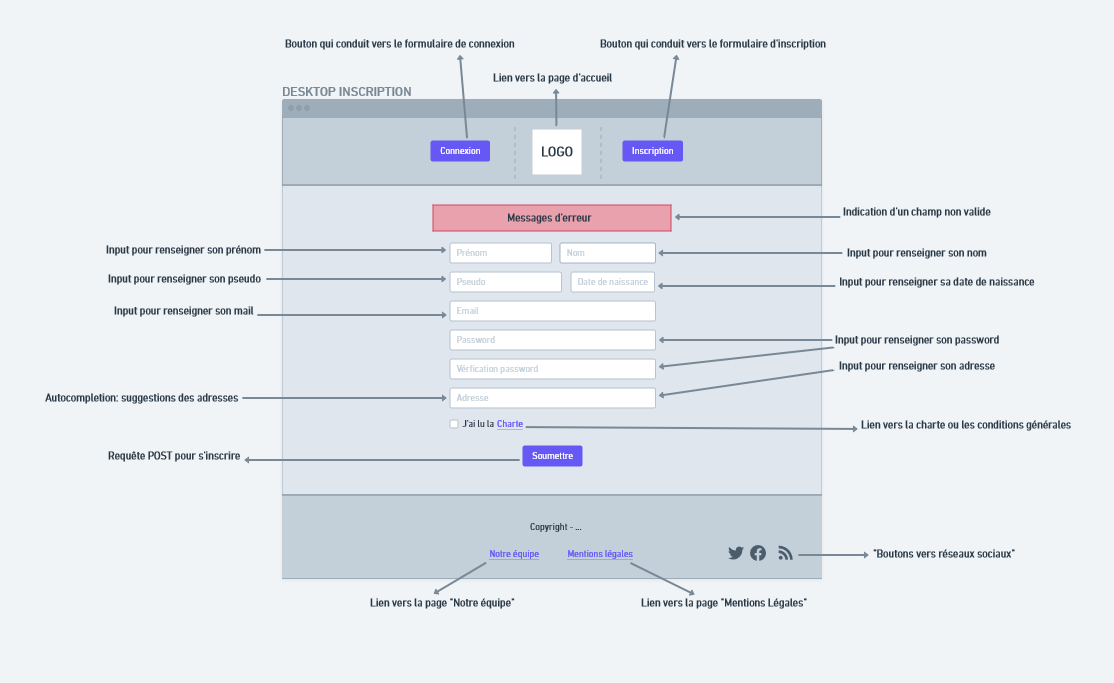 Bouton qui conduit vers le formulaire de connexion
Bouton qui conduit vers le formulaire d'inscription
Lien vers la page d'accueil
DESKTOP INSCRIPTION
Connexion
LOGO
Inscription
Messages d'erreur
Indication d'un champ non valide
Input pour renseigner son prénom
Prénom
Nom
Input pour renseigner son nom
Input pour renseigner son pseudo
Pseudo
Date de naissance
Input pour renseigner sa date de naissance
Input pour renseigner son mail
Email
Password
Input pour renseigner son password
Vérfication password
Input pour renseigner son adresse
Autocompletion: suggestions des adresses
Adresse
J'ai lu la Charte
Lien vers la charte ou les conditions générales
Requête POST pour s'inscrire
Soumettre
Copyright - ...
Notre équipe
Mentions légales
"Boutons vers réseaux sociaux"
Lien vers la page "Notre équipe"
Lien vers la page "Mentions Légales"